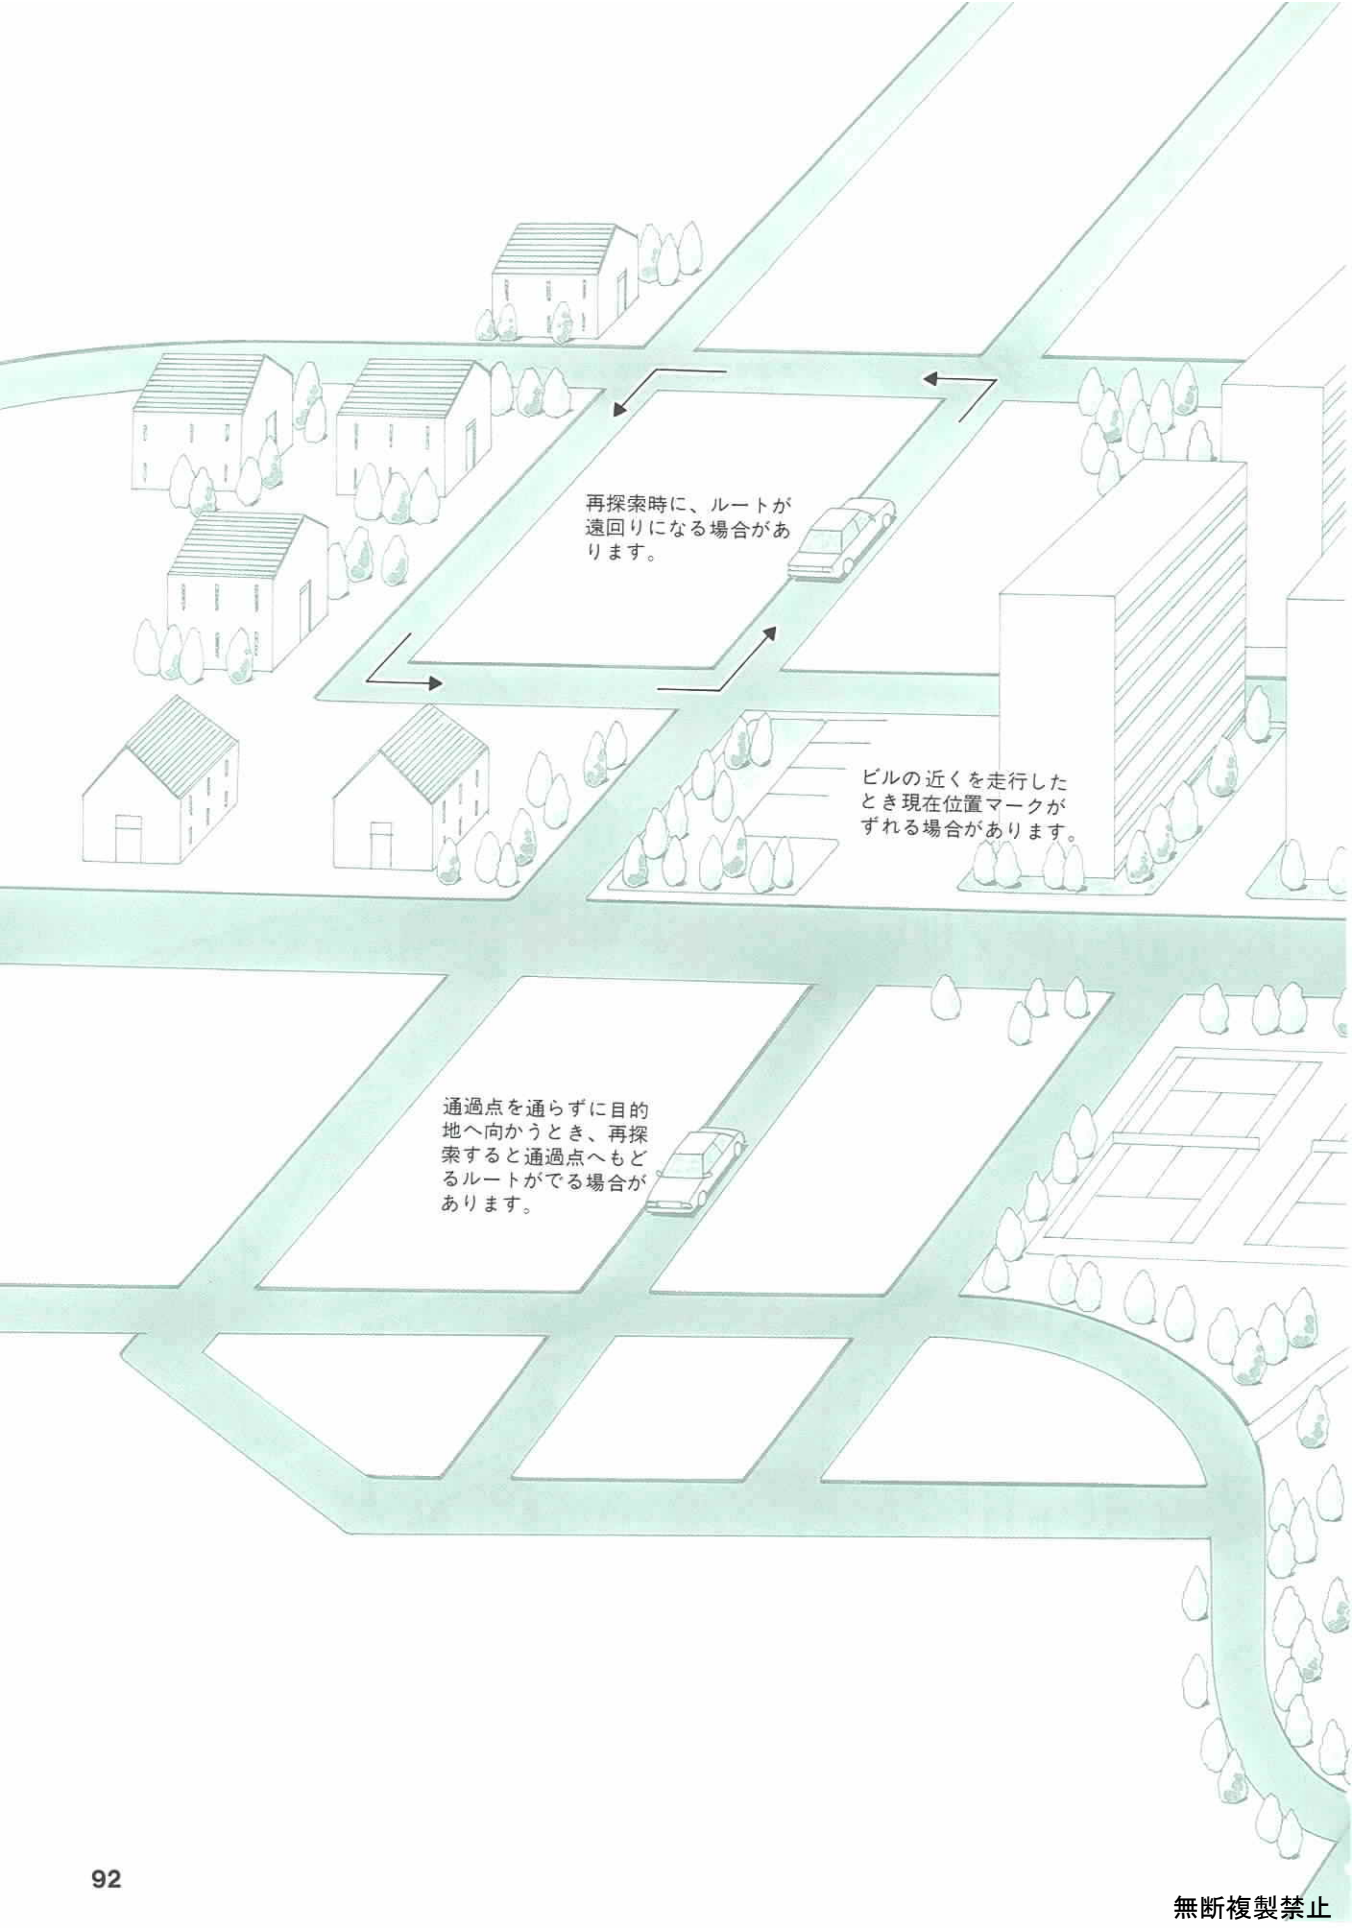 再探索時に、ルートが
遠回りになる場合があ
ります。
ビルの近くを走行した
とき現在位置マークが
ずれる場合があります。
通過点を通らずに目的
地へ向かうとき、再探
索すると通過点へもど
るルートがでる場合が
あります。
92
無断複製禁止